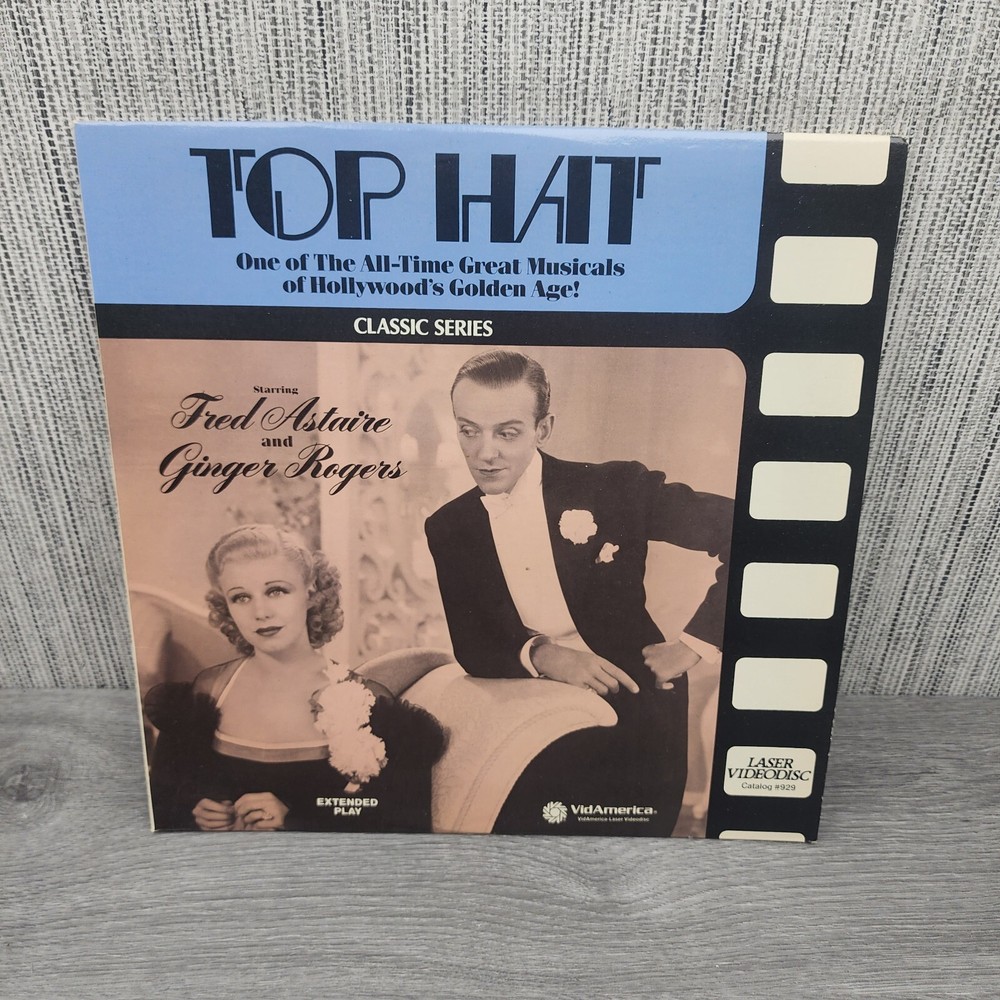 TOP HAT
One of The All-Time Great Musicals
of Hollywood's Golden Age!
CLASSIC SERIES
Starring
Fred Astaire
and
Ginger Rogers
EXTENDED
PLAY
VidAmerica
VidAmerica Laser Videodisc
LASER
VIDEODISC
Catalog #929